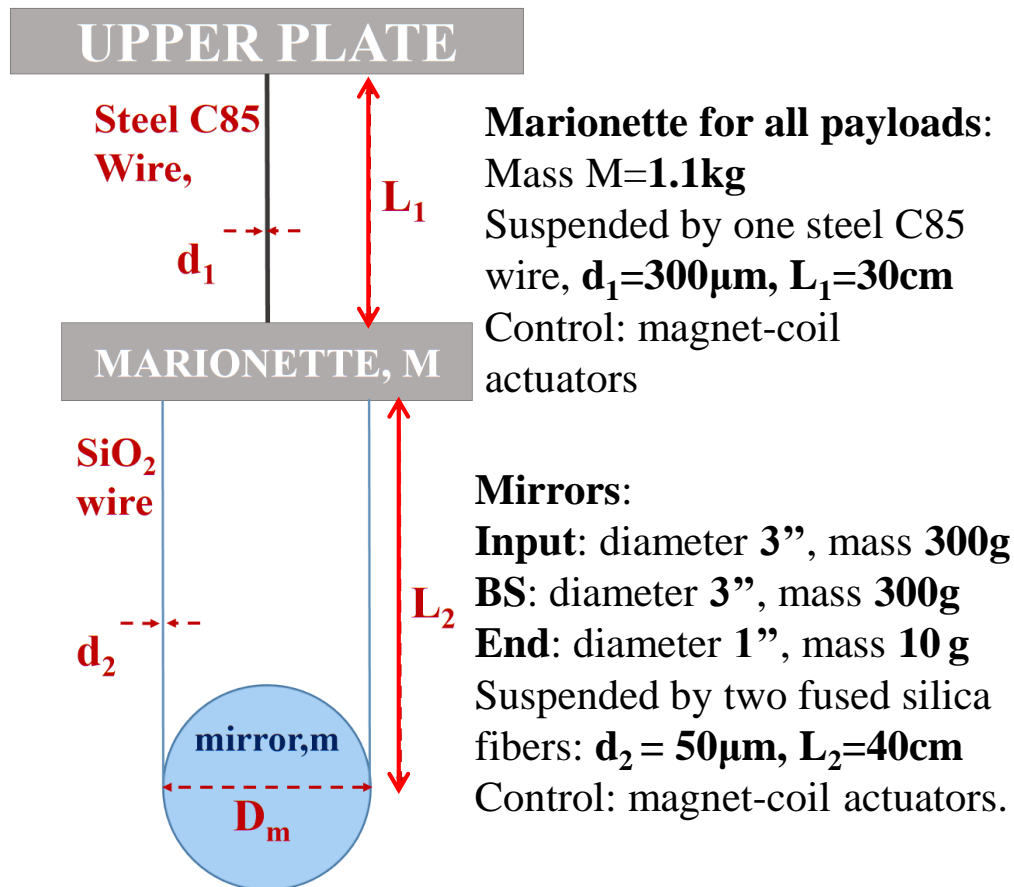 UPPER PLATE
Steel C85
Wire,
d₁
L₁
MARIONETTE, M
SiO₂
wire
d₂
L₂
mirror,m
Dₘ
Marionette for all payloads:
Mass M=1.1kg
Suspended by one steel C85
wire, d₁=300μm, L₁=30cm
Control: magnet-coil
actuators
Mirrors:
Input: diameter 3”, mass 300g
BS: diameter 3”, mass 300g
End: diameter 1”, mass 10 g
Suspended by two fused silica
fibers: d₂ = 50μm, L₂=40cm
Control: magnet-coil actuators.